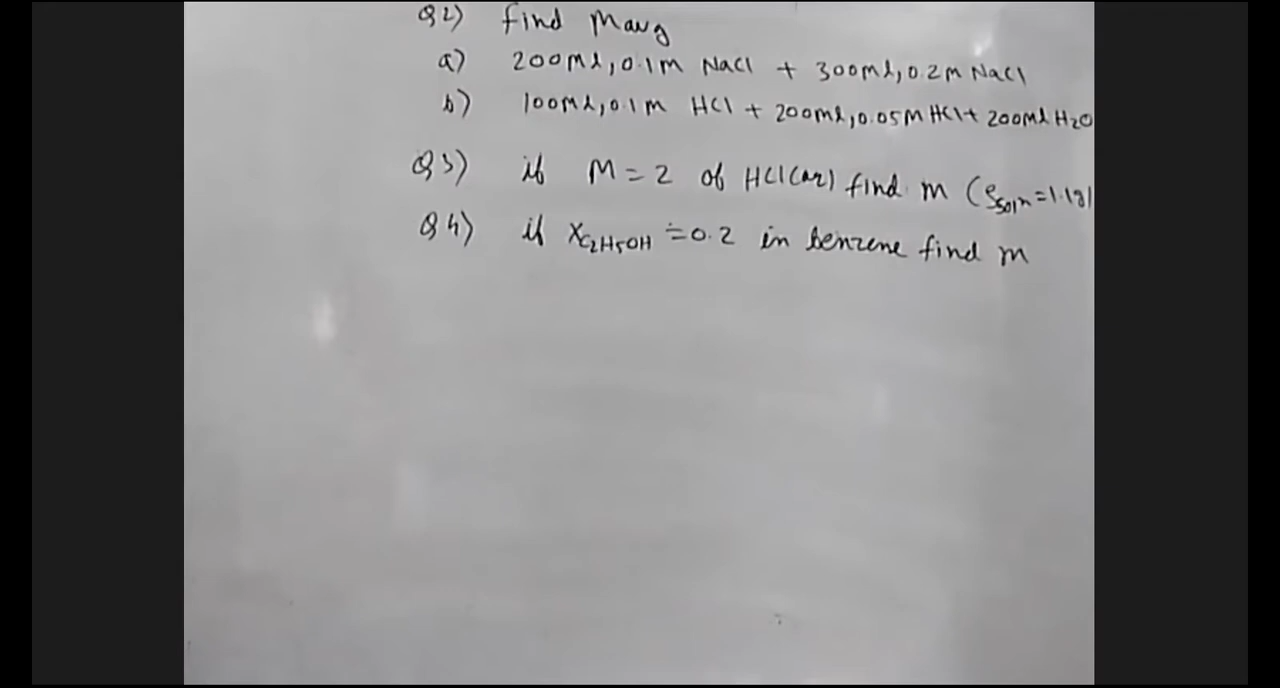 Q2) find Mavg
a) 200Ml, 0.1M NaCl + 300Ml, 0.2M NaCl
b) 100Ml, 0.1M HCl + 200Ml, 0.05M HCl + 200Ml H2O
Q3) if M = 2 of HCl(aq) find m (ρsoln = 1.18)
Q4) if XC2H5OH = 0.2 in benzene find m